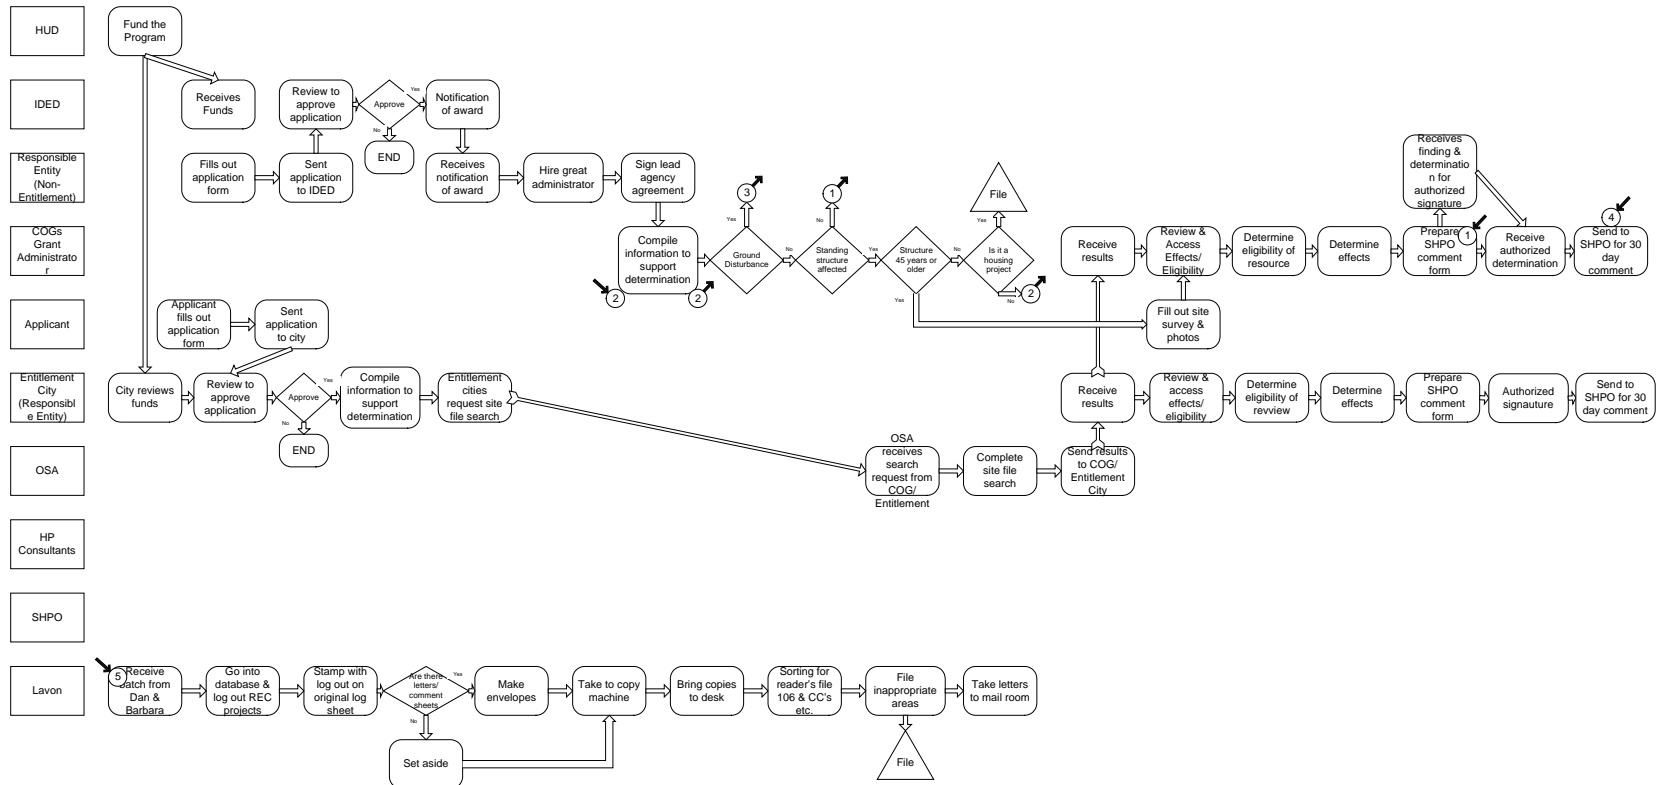 HUD
Fund the
Program
IDED
Receives
Funds
Review to
approve
application
Approve
Yes
No
END
Notification
of award
Responsible
Entity
(Non-
Entitlement)
Fills out
application
form
Sent
application
to IDED
Receives
notification
of award
Hire great
administrator
Sign lead
agency
agreement
3
1
File
Receives
finding &
determinatio
n for
authorized
signature
COGs
Grant
Administrato
r
Compile
information to
support
determination
2
2
Yes
Ground
Disturbance
No
No
Standing
structure
affected
Yes
Structure
45 years or
older
Yes
No
Yes
Is it a
housing
project
No
2
Receive
results
Review &
Access
Effects/
Eligibility
Determine
eligibility of
resource
Determine
effects
Prepare
SHPO
comment
form
1
Receive
authorized
determination
4
Send to
SHPO for 30
day
comment
Applicant
Applicant
fills out
application
form
Sent
application
to city
Fill out site
survey &
photos
Entitlement
City
(Responsibl
e Entity)
City reviews
funds
Review to
approve
application
Approve
Yes
No
END
Compile
information to
support
determination
Entitlement
cities
request site
file search
Receive
results
Review &
access
effects/
eligibility
Determine
eligibility of
revview
Determine
effects
Prepare
SHPO
comment
form
Authorized
signauture
Send to
SHPO for 30
day comment
OSA
OSA
receives
search
request from
COG/
Entitlement
Complete
site file
search
Send results
to COG/
Entitlement
City
HP
Consultants
SHPO
Lavon
5
Receive
batch from
Dan &
Barbara
Go into
database &
log out REC
projects
Stamp with
log out on
original log
sheet
Are there
letters/
comment
sheets
Yes
No
Make
envelopes
Take to copy
machine
Bring copies
to desk
Sorting for
reader's file
106 & CC's
etc.
File
inappropriate
areas
Take letters
to mail room
Set aside
File